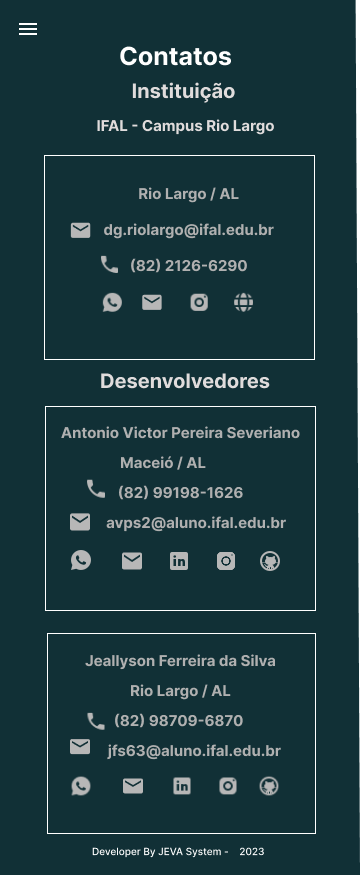 Contatos
Instituição
IFAL - Campus Rio Largo
Rio Largo / AL
dg.riolargo@ifal.edu.br
(82) 2126-6290
Desenvolvedores
Antonio Victor Pereira Severiano
Maceió / AL
(82) 99198-1626
avps2@aluno.ifal.edu.br
Jeallyson Ferreira da Silva
Rio Largo / AL
(82) 98709-6870
jfs63@aluno.ifal.edu.br
Developer By JEVA System - 2023